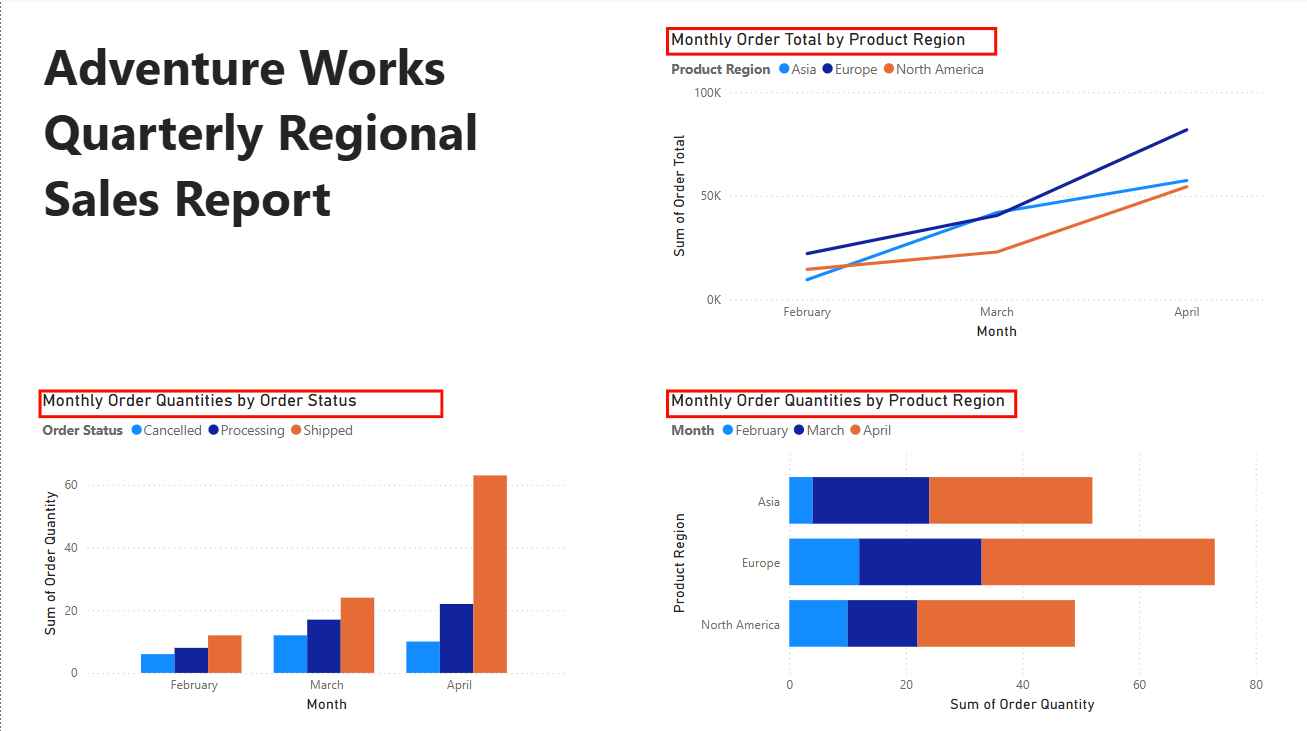 Adventure Works
Quarterly Regional
Sales Report
Monthly Order Total by Product Region
Product Region Asia Europe North America
100K
50K
0K
Sum of Order Total
February March April
Month
Monthly Order Quantities by Order Status
Order Status Cancelled Processing Shipped
60
40
20
0
Sum of Order Quantity
February March April
Month
Monthly Order Quantities by Product Region
Month February March April
Product Region
Asia
Europe
North America
0 20 40 60 80
Sum of Order Quantity